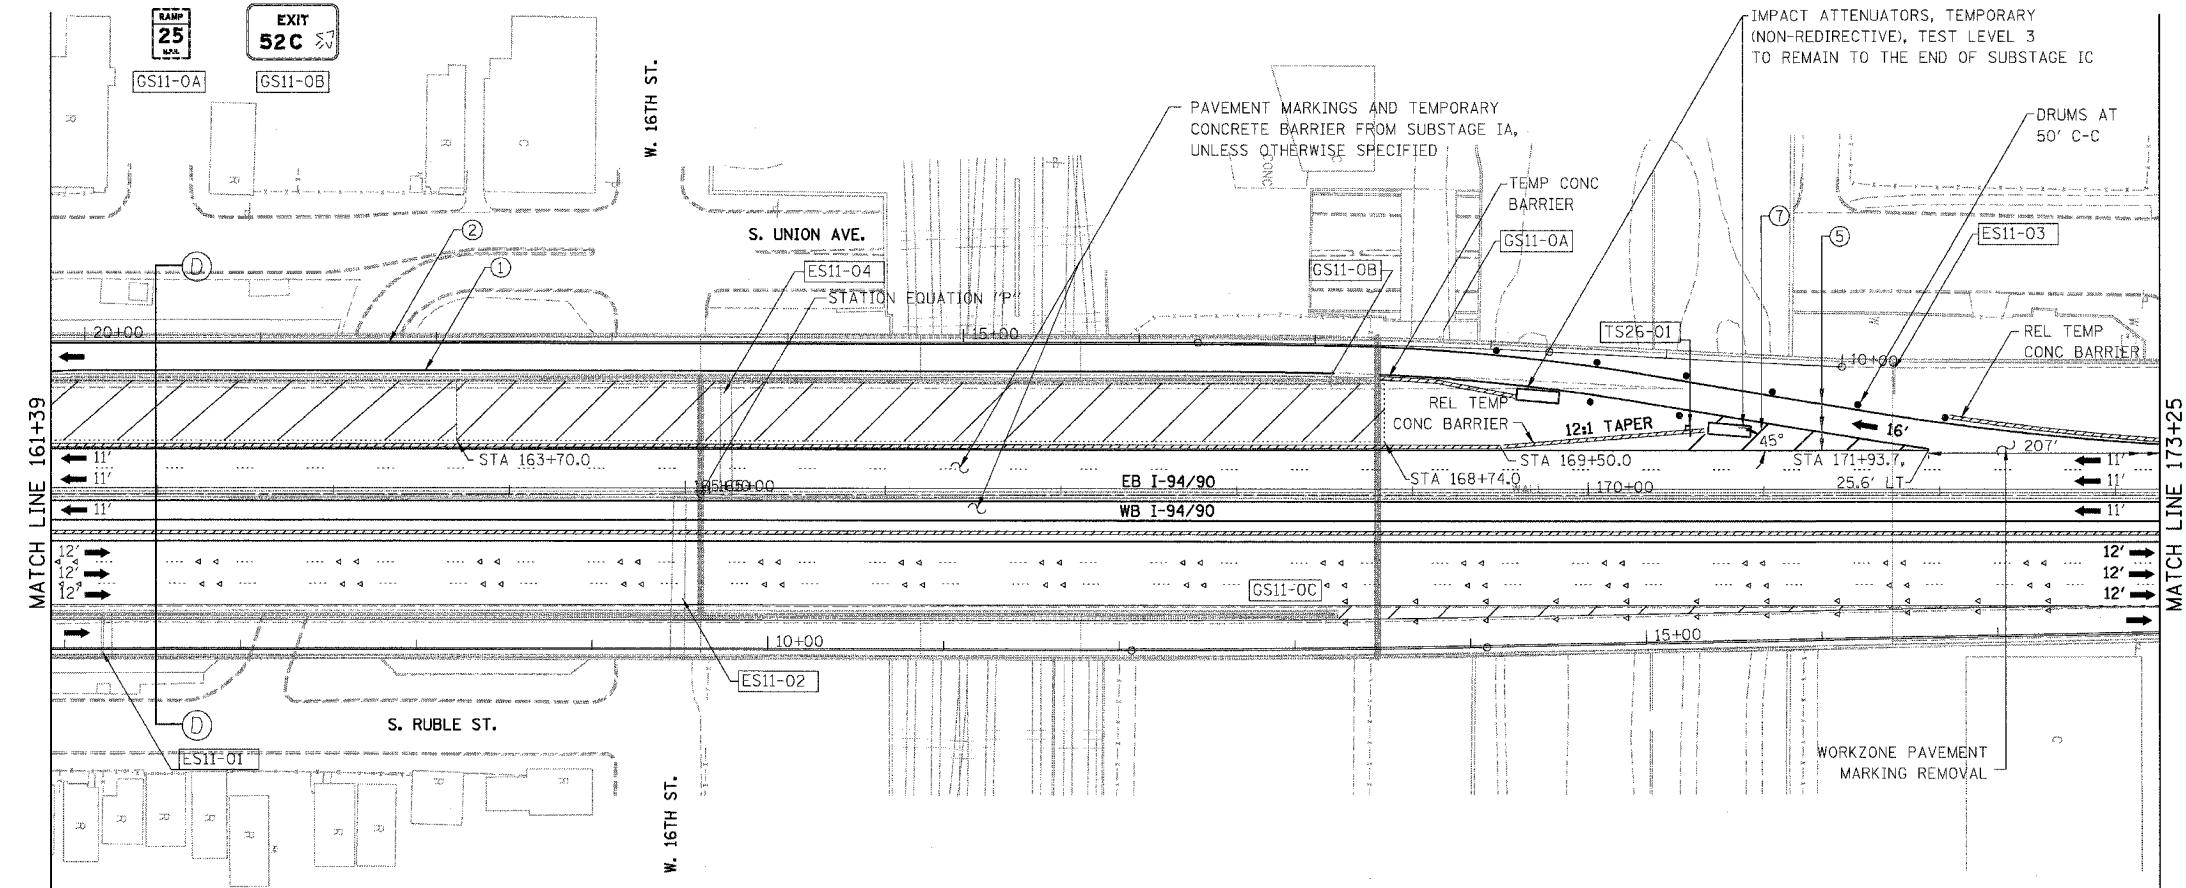 RAMP
25
M.P.H.
EXIT
52C
GS11-0A
GS11-0B
W. 16TH ST.
IMPACT ATTENUATORS, TEMPORARY
(NON-REDIRECTIVE), TEST LEVEL 3
TO REMAIN TO THE END OF SUBSTAGE IC
PAVEMENT MARKINGS AND TEMPORARY
CONCRETE BARRIER FROM SUBSTAGE IA,
UNLESS OTHERWISE SPECIFIED
DRUMS AT
50' C-C
TEMP CONC
BARRIER
GS11-0A
7
5
ES11-03
2
1
D
S. UNION AVE.
ES11-04
STATION EQUATION "P"
GS11-0B
TS26-01
REL TEMP
CONC BARRIER
20+00
15+00
10+00
CONC
R
R
R
C
C
MATCH LINE 161+39
MATCH LINE 173+25
REL TEMP
CONC BARRIER
12:1 TAPER
45°
16'
207'
11'
11'
11'
STA 163+70.0
STA 169+50.0
STA 168+74.0
STA 171+93.7,
25.6' LT
WALL
170+00
EB I-94/90
WB I-94/90
11'
11'
11'
12'
12'
12'
12'
12'
12'
GS11-0C
10+00
15+00
ES11-02
D
S. RUBLE ST.
ES11-01
W. 16TH ST.
WORKZONE PAVEMENT
MARKING REMOVAL
R
R
R
R
R
R
R
R
R
C